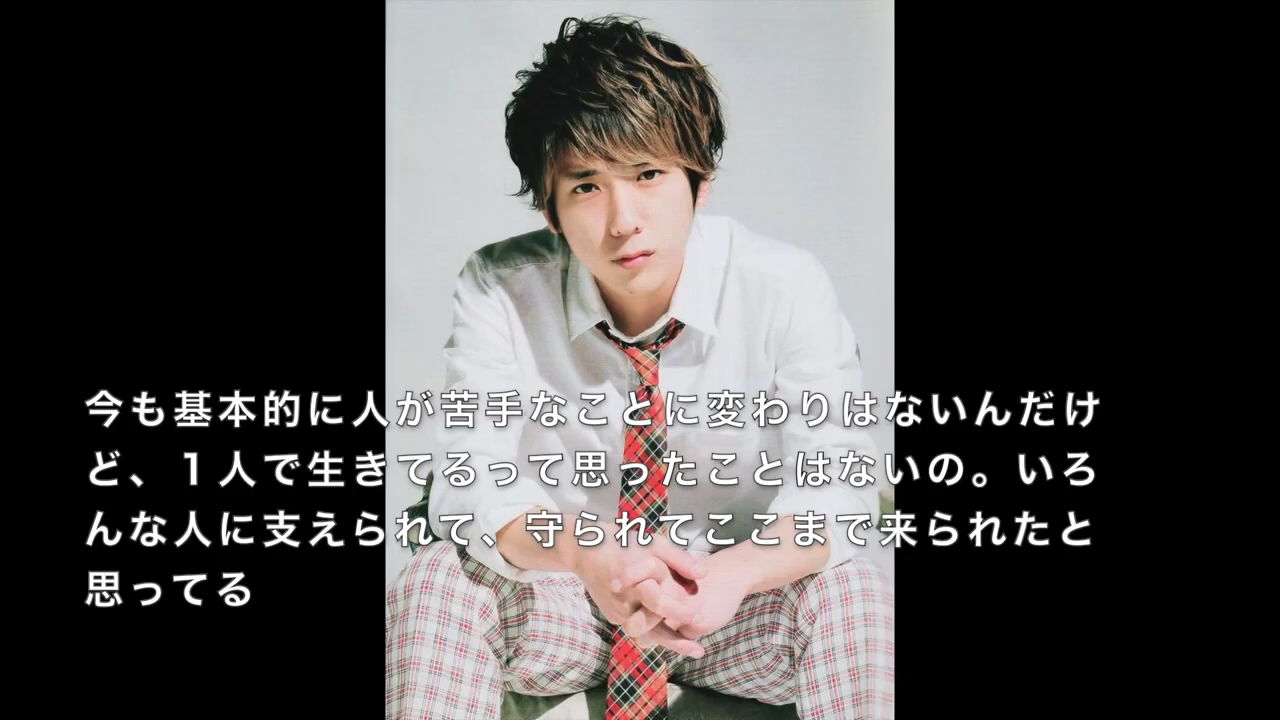 今も基本的に人が苦手なことに変わりはないんだけ
ど、１人で生きてるって思ったことはないの。いろ
んな人に支えられて、守られてここまで来られたと
思ってる